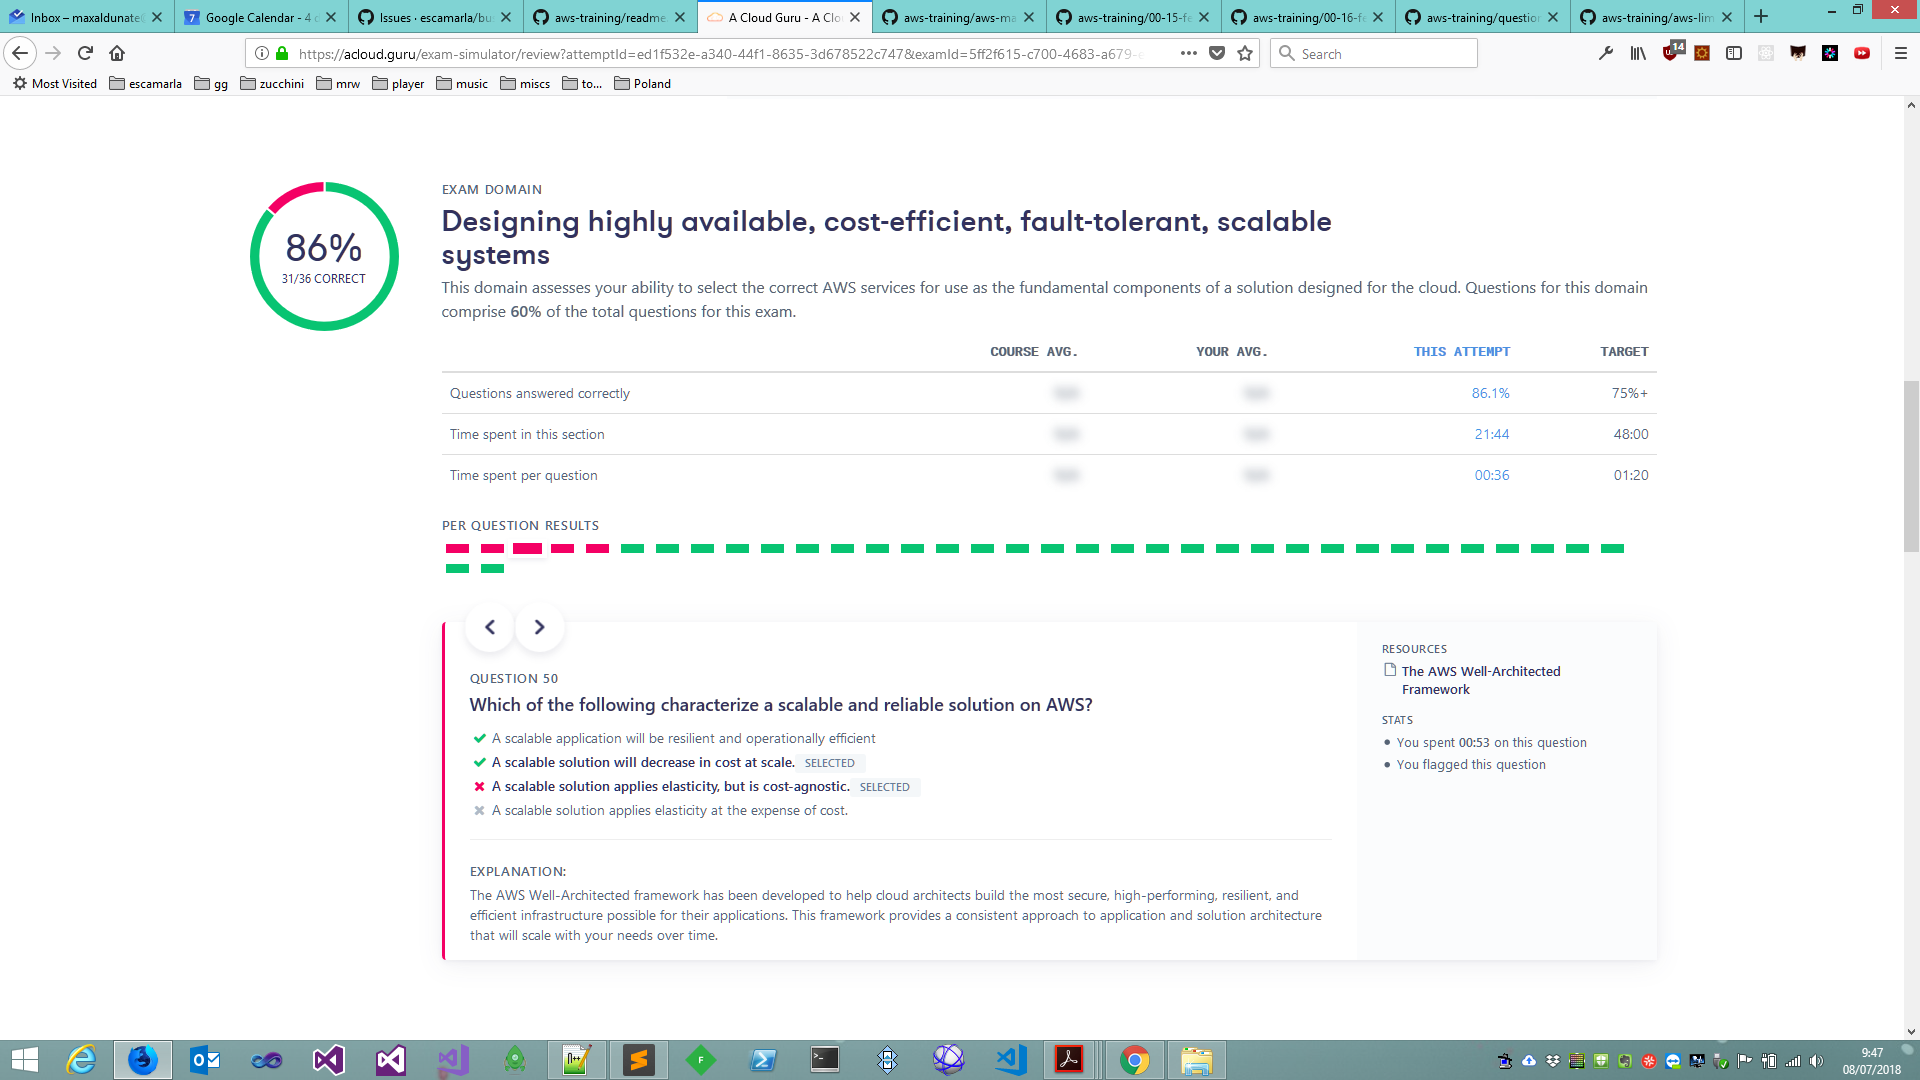 Inbox – maxaldunate
Google Calendar - 4 d
Issues · escamarla/bu
aws-training/readme.
A Cloud Guru - A Clou
aws-training/aws-ma
aws-training/00-15-fe
aws-training/00-16-fe
aws-training/question
aws-training/aws-lim
https://acloud.guru/exam-simulator/review?attemptId=ed1f532e-a340-44f1-8635-3d678522c747&examId=5ff2f615-c700-4683-a679-e
Search
14
Most Visited
escamarla
gg
zucchini
mrw
player
music
miscs
to...
Poland
86%
31/36 CORRECT
EXAM DOMAIN
Designing highly available, cost-efficient, fault-tolerant, scalable
systems
This domain assesses your ability to select the correct AWS services for use as the fundamental components of a solution designed for the cloud. Questions for this domain
comprise 60% of the total questions for this exam.
COURSE AVG. YOUR AVG. THIS ATTEMPT TARGET
Questions answered correctly 86.1% 75%+
Time spent in this section 21:44 48:00
Time spent per question 00:36 01:20
PER QUESTION RESULTS
QUESTION 50
Which of the following characterize a scalable and reliable solution on AWS?
A scalable application will be resilient and operationally efficient
A scalable solution will decrease in cost at scale. SELECTED
A scalable solution applies elasticity, but is cost-agnostic. SELECTED
A scalable solution applies elasticity at the expense of cost.
EXPLANATION:
The AWS Well-Architected framework has been developed to help cloud architects build the most secure, high-performing, resilient, and
efficient infrastructure possible for their applications. This framework provides a consistent approach to application and solution architecture
that will scale with your needs over time.
RESOURCES
The AWS Well-Architected
Framework
STATS
You spent 00:53 on this question
You flagged this question
9:47
08/07/2018